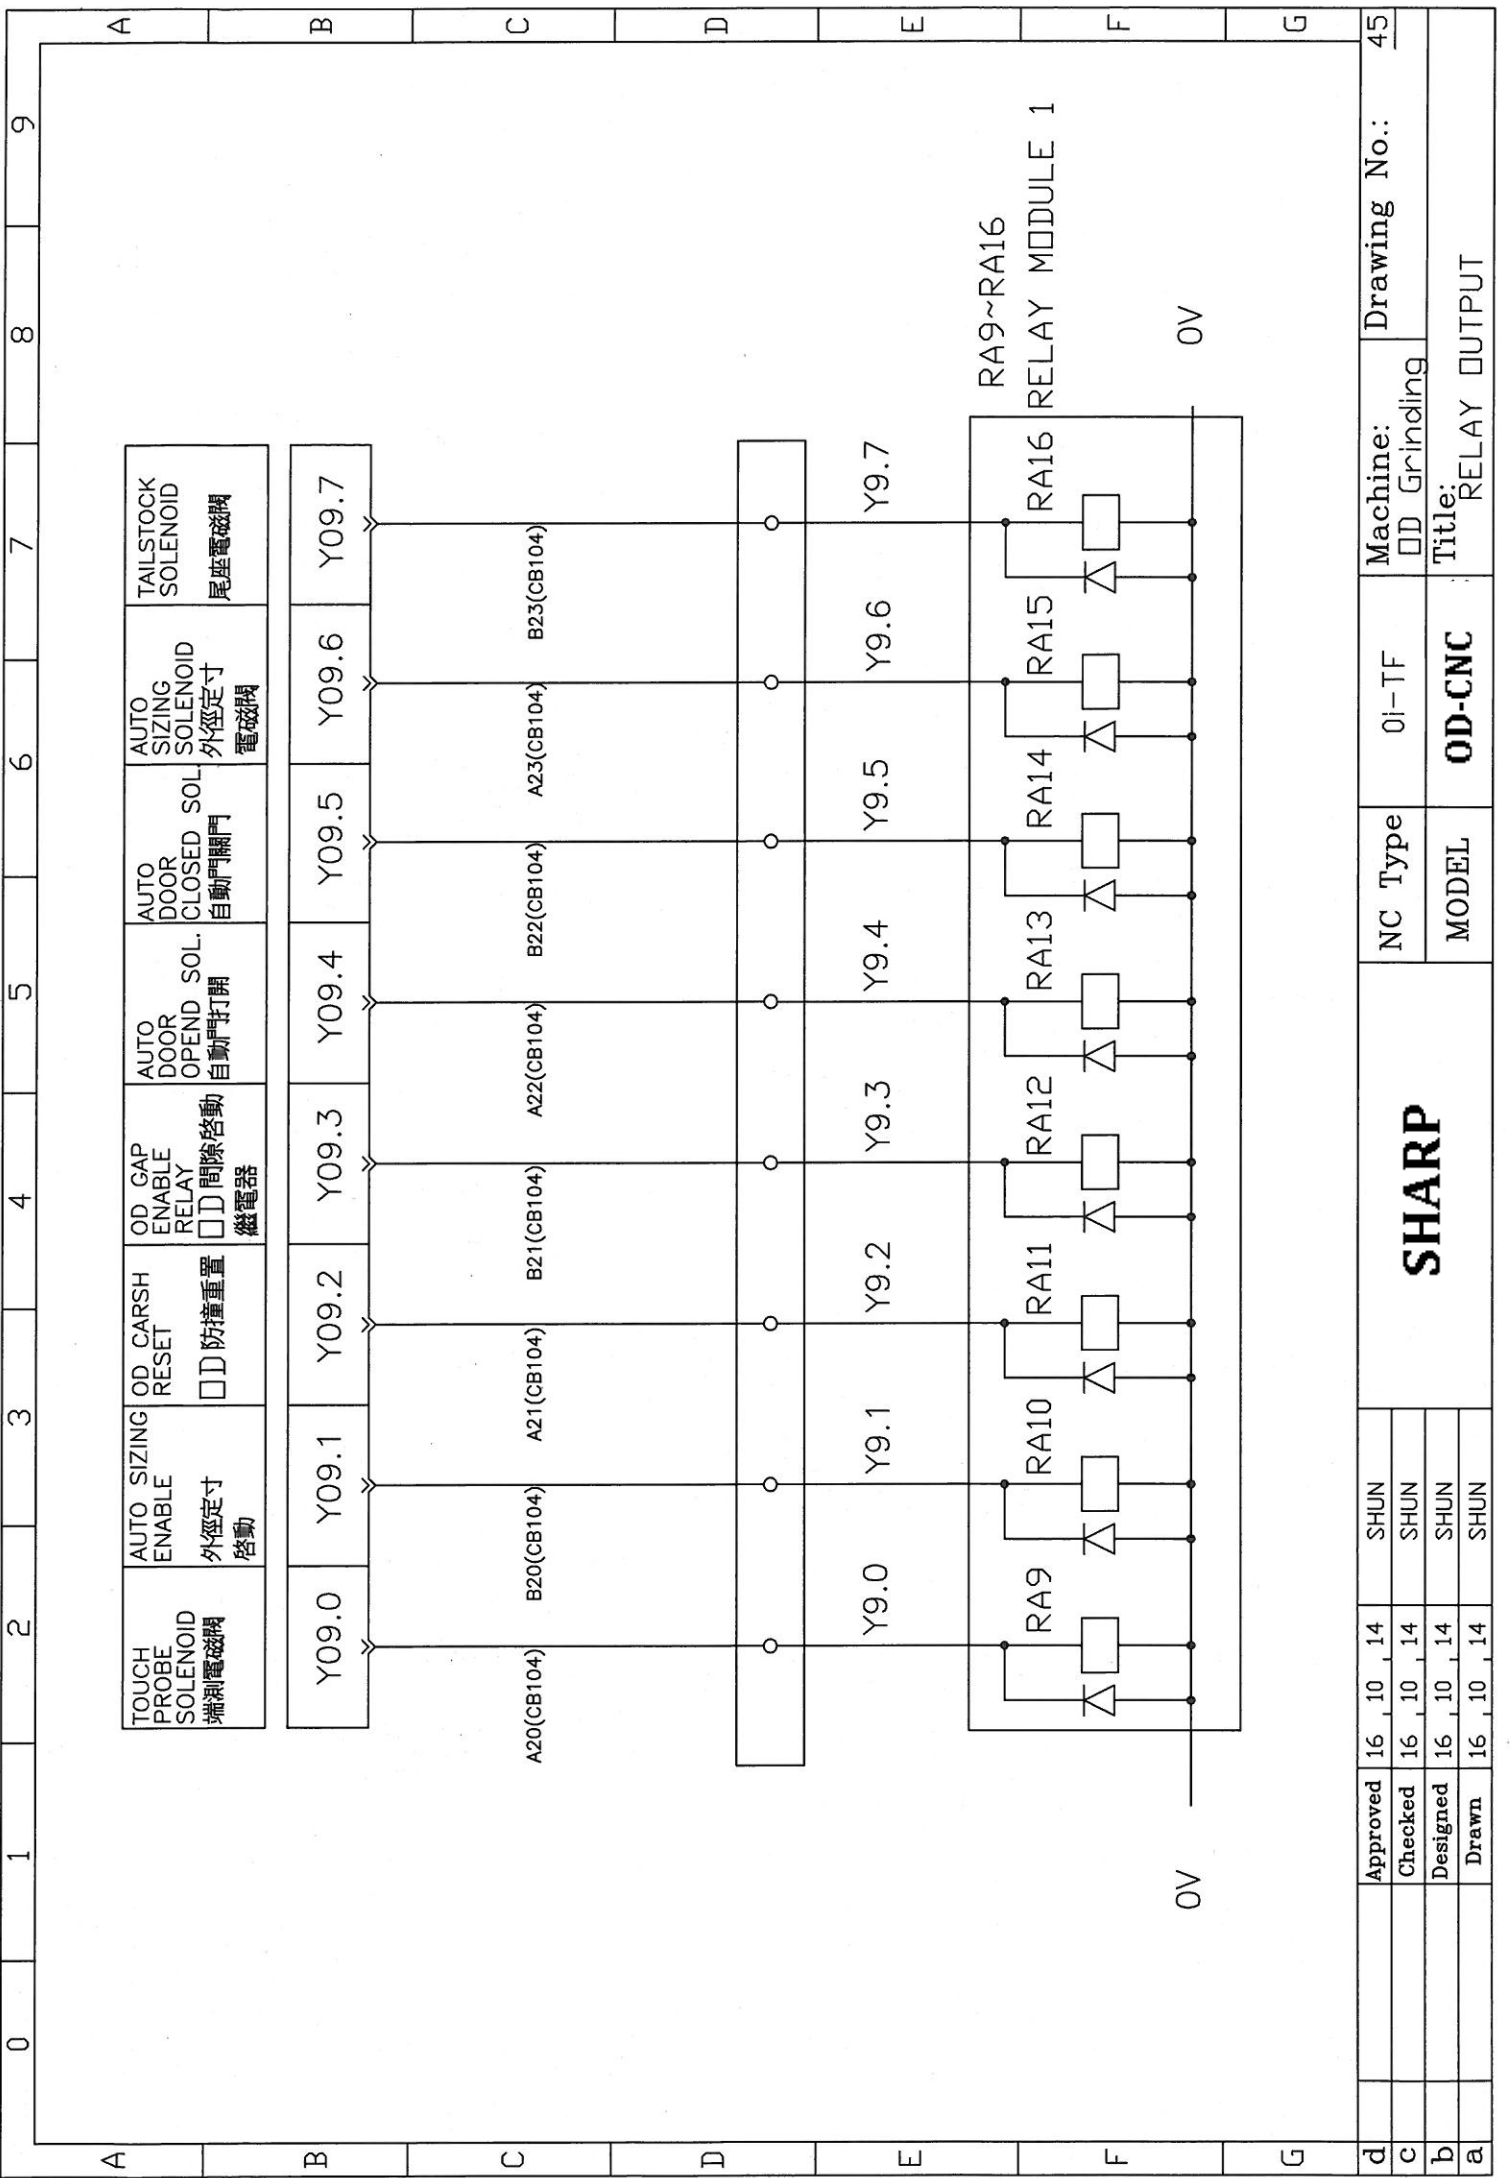 0 1 2 3 4 5 6 7 8 9
A A
B B
C C
D D
E E
F F
G G
TOUCH
PROBE
SOLENOID
端測電磁閥
AUTO SIZING
ENABLE
外徑定寸
啓動
OD CARSH
RESET
OD防撞重置
OD GAP
ENABLE
RELAY
OD間隙啓動
繼電器
AUTO
DOOR
OPEND SOL.
自動門打開
AUTO
DOOR
CLOSED SOL.
自動門關門
AUTO
SIZING
SOLENOID
外徑定寸
電磁閥
TAILSTOCK
SOLENOID
尾座電磁閥
Y09.0 Y09.1 Y09.2 Y09.3 Y09.4 Y09.5 Y09.6 Y09.7
A20(CB104) B20(CB104) A21(CB104) B21(CB104) A22(CB104) B22(CB104) A23(CB104) B23(CB104)
Y9.0 Y9.1 Y9.2 Y9.3 Y9.4 Y9.5 Y9.6 Y9.7
RA9~RA16
RA9 RA10 RA11 RA12 RA13 RA14 RA15 RA16 RELAY MODULE 1
0V 0V
d Approved 16 , 10 , 14 SHUN
c Checked 16 , 10 , 14 SHUN
b Designed 16 , 10 , 14 SHUN
a Drawn 16 , 10 , 14 SHUN
SHARP
NC Type 0I-TF
MODEL OD-CNC
Machine:
OD Grinding
Drawing No.: 45
Title:
RELAY OUTPUT